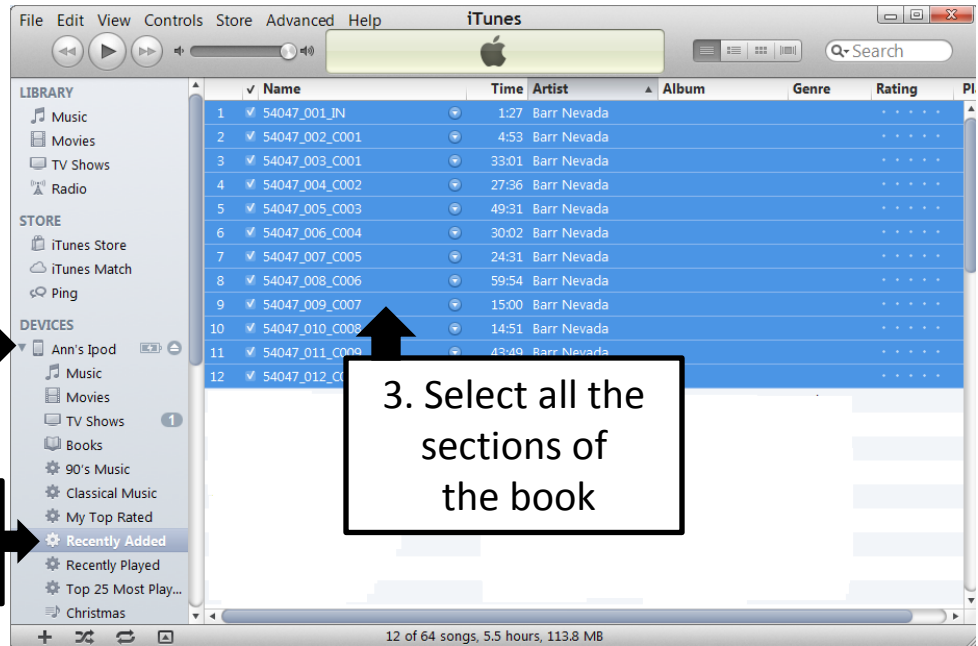 File Edit View Controls Store Advanced Help iTunes
Search
LIBRARY
Music
Movies
TV Shows
Radio
STORE
iTunes Store
iTunes Match
Ping
DEVICES
Ann's Ipod
Music
Movies
TV Shows 1
Books
90's Music
Classical Music
My Top Rated
Recently Added
Recently Played
Top 25 Most Play...
Christmas
Name Time Artist Album Genre Rating Pl
1 54047_001_IN 1:27 Barr Nevada
2 54047_002_C001 4:53 Barr Nevada
3 54047_003_C001 33:01 Barr Nevada
4 54047_004_C002 27:36 Barr Nevada
5 54047_005_C003 49:31 Barr Nevada
6 54047_006_C004 30:02 Barr Nevada
7 54047_007_C005 24:31 Barr Nevada
8 54047_008_C006 59:54 Barr Nevada
9 54047_009_C007 15:00 Barr Nevada
10 54047_010_C008 14:51 Barr Nevada
11 54047_011_C009 43:49 Barr Nevada
12
3. Select all the
sections of
the book
12 of 64 songs, 5.5 hours, 113.8 MB